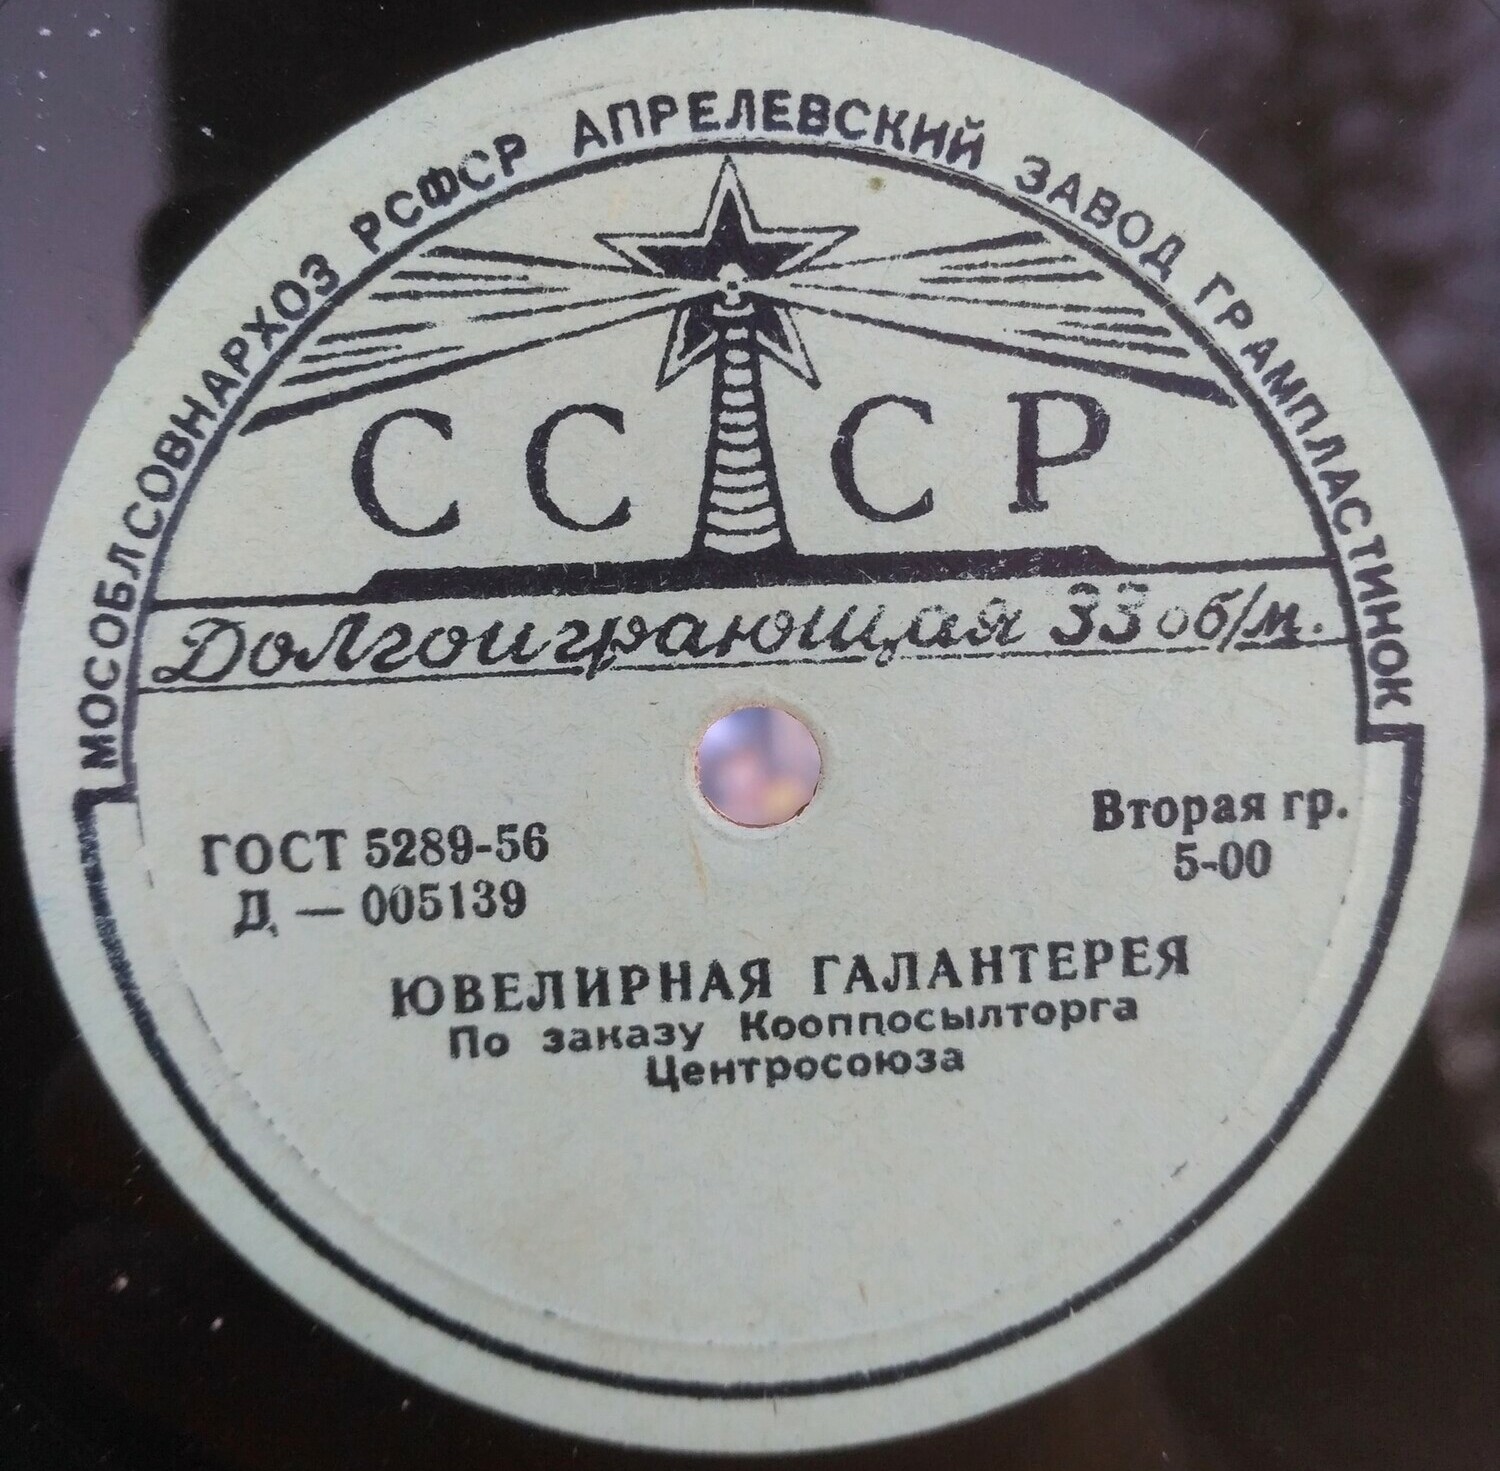 МОСОБЛСОВНАРХОЗ РСФСР АПРЕЛЕВСКИЙ ЗАВОД ГРАМПЛАСТИНОК
СССР
Долгоиграющая 33 об/м.
ГОСТ 5289-56
Д — 005139
Вторая гр.
5-00
ЮВЕЛИРНАЯ ГАЛАНТЕРЕЯ
По заказу Кооппосылторга
Центросоюза